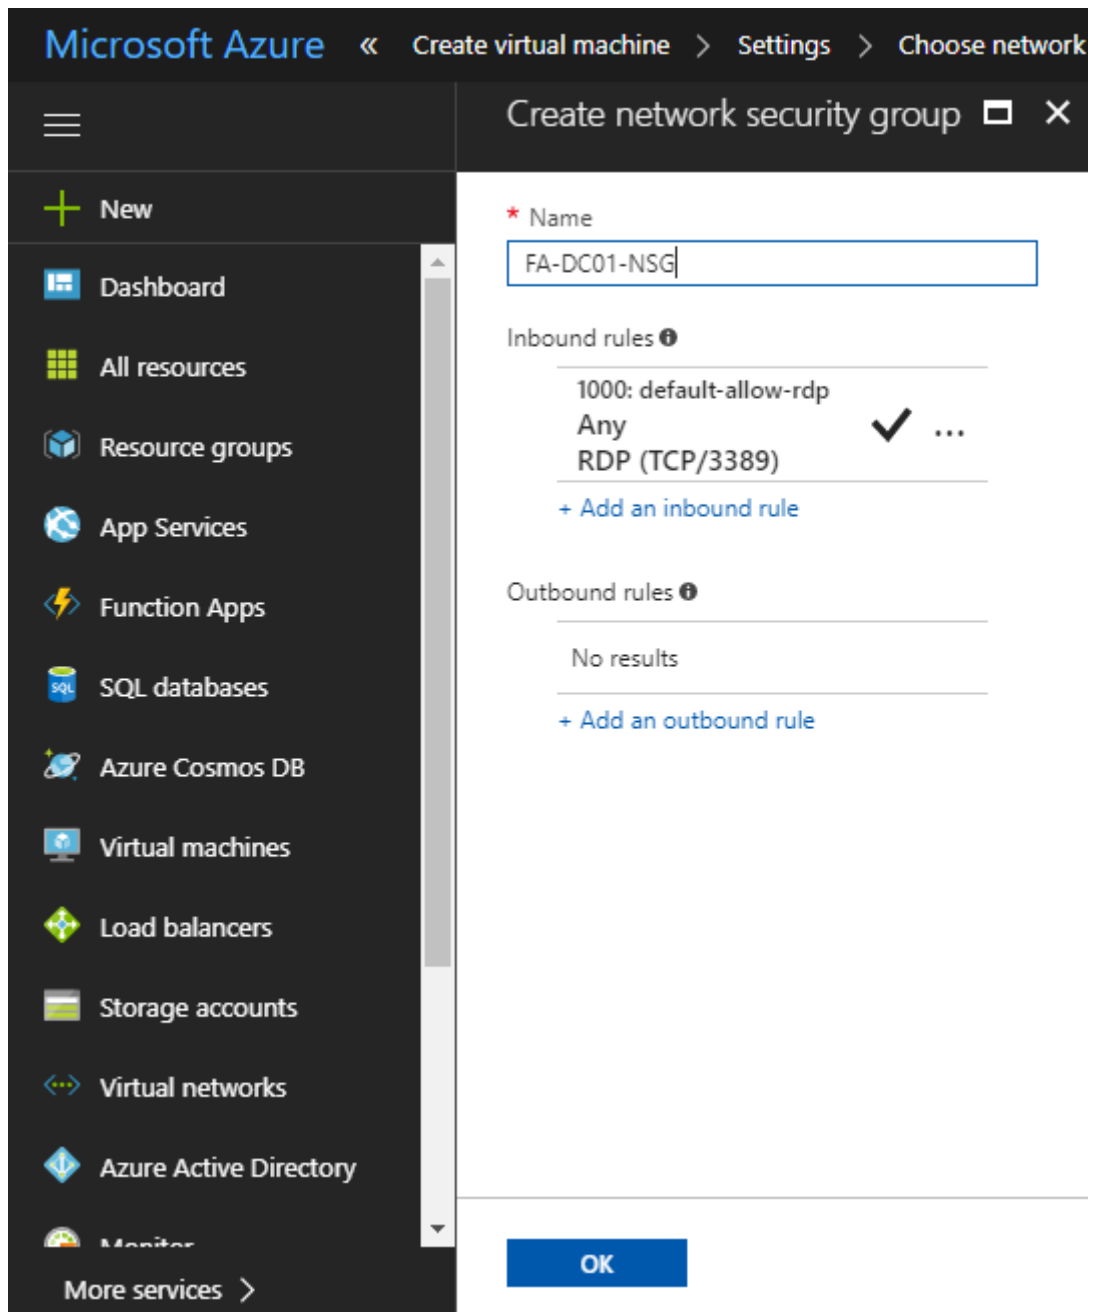 Microsoft Azure « Create virtual machine > Settings > Choose network
Create network security group
New
Dashboard
All resources
Resource groups
App Services
Function Apps
SQL databases
Azure Cosmos DB
Virtual machines
Load balancers
Storage accounts
Virtual networks
Azure Active Directory
Monitor
More services >
* Name
FA-DC01-NSG
Inbound rules
1000: default-allow-rdp
Any
RDP (TCP/3389)
...
+ Add an inbound rule
Outbound rules
No results
+ Add an outbound rule
OK